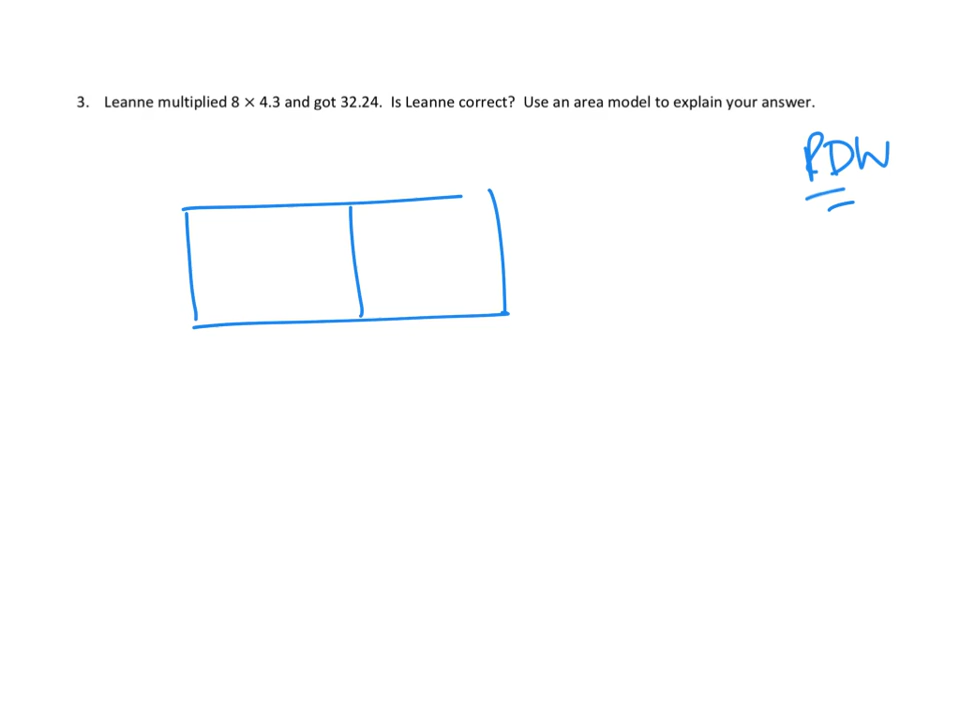 3. Leanne multiplied 8 × 4.3 and got 32.24. Is Leanne correct? Use an area model to explain your answer.
RDW